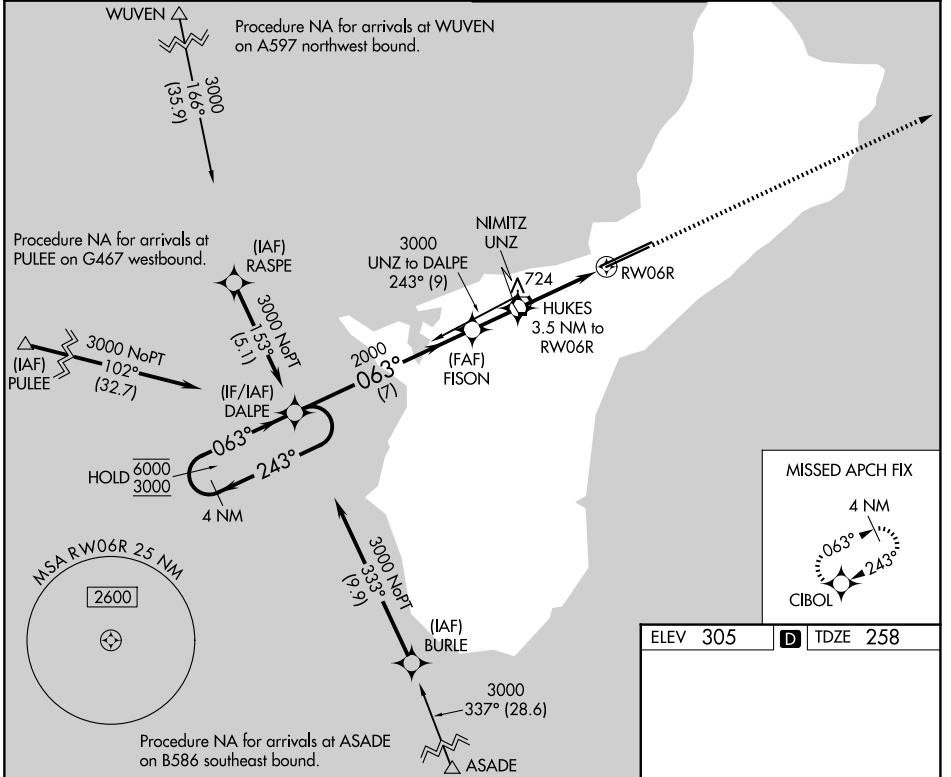 WUVEN
Procedure NA for arrivals at WUVEN
on A597 northwest bound.
3000
166°
(35.9)
Procedure NA for arrivals at
PULEE on G467 westbound.
(IAF)
RASPE
3000 NoPT
153°
(5.1)
3000
UNZ to DALPE
243° (9)
NIMITZ
UNZ
724
RW06R
HUKES
3.5 NM to
RW06R
(FAF)
FISON
2000
063°
(7)
3000 NoPT
102°
(32.7)
(IAF)
PULEE
(IF/IAF)
DALPE
063°
243°
HOLD 6000
3000
4 NM
MISSED APCH FIX
4 NM
063°
243°
CIBOL
MSA RW06R 25 NM
2600
3000 NoPT
333°
(9.9)
(IAF)
BURLE
3000
337° (28.6)
ASADE
Procedure NA for arrivals at ASADE
on B586 southeast bound.
ELEV 305 D TDZE 258